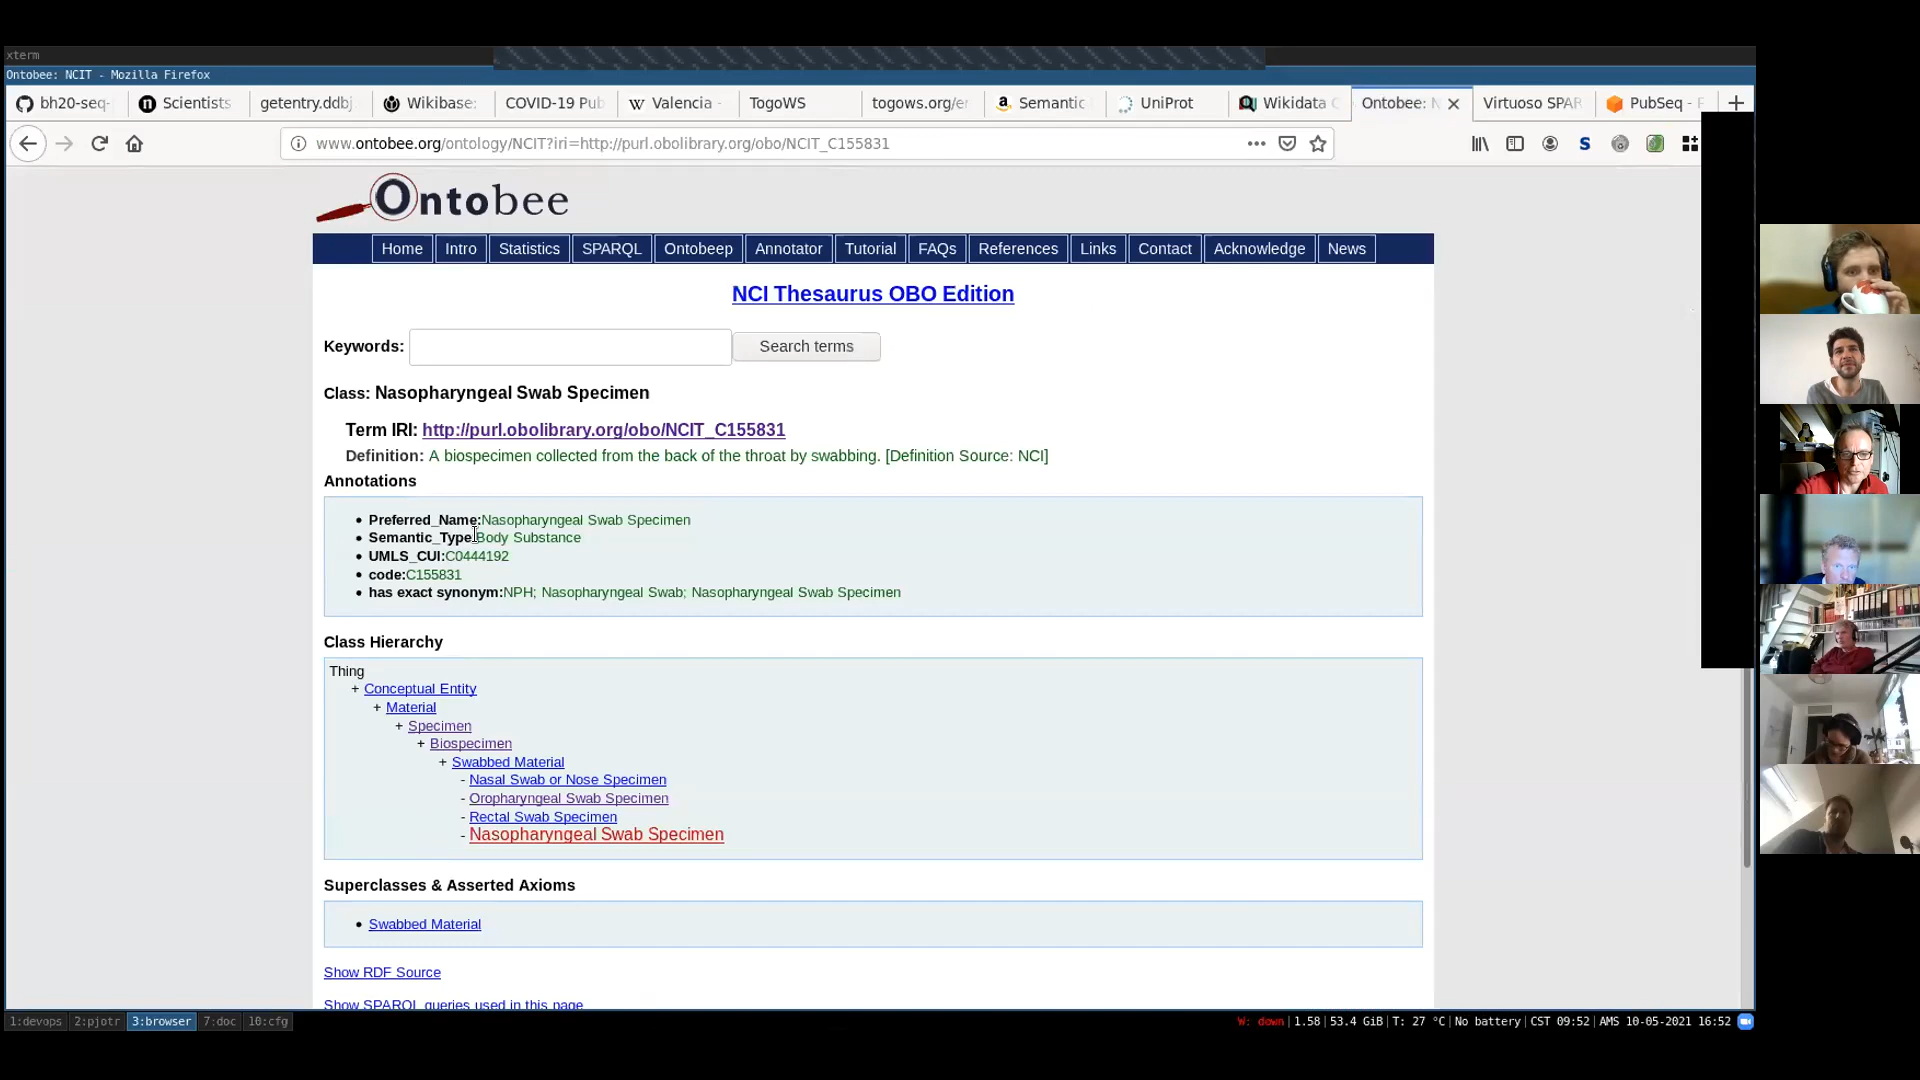 xterm
Ontobee: NCIT - Mozilla Firefox
bh20-seq- Scientists getentry.ddbj Wikibase: COVID-19 Pub Valencia - TogoWS togows.org/en Semantic UniProt Wikidata Ontobee: N Virtuoso SPAR PubSeq -
www.ontobee.org/ontology/NCIT?iri=http://purl.obolibrary.org/obo/NCIT_C155831
Ontobee
Home Intro Statistics SPARQL Ontobeep Annotator Tutorial FAQs References Links Contact Acknowledge News
NCI Thesaurus OBO Edition
Keywords: Search terms
Class: Nasopharyngeal Swab Specimen
Term IRI: http://purl.obolibrary.org/obo/NCIT_C155831
Definition: A biospecimen collected from the back of the throat by swabbing. [Definition Source: NCI]
Annotations
• Preferred_Name:Nasopharyngeal Swab Specimen
• Semantic_Type:Body Substance
• UMLS_CUI:C0444192
• code:C155831
• has exact synonym:NPH; Nasopharyngeal Swab; Nasopharyngeal Swab Specimen
Class Hierarchy
Thing
+ Conceptual Entity
+ Material
+ Specimen
+ Biospecimen
+ Swabbed Material
- Nasal Swab or Nose Specimen
- Oropharyngeal Swab Specimen
- Rectal Swab Specimen
- Nasopharyngeal Swab Specimen
Superclasses & Asserted Axioms
• Swabbed Material
Show RDF Source
Show SPARQL queries used in this page
1:devops 2:pjotr 3:browser 7:doc 10:cfg
W: down|1.58|53.4 GiB|T: 27 °C|No battery|CST 09:52|AMS 10-05-2021 16:52